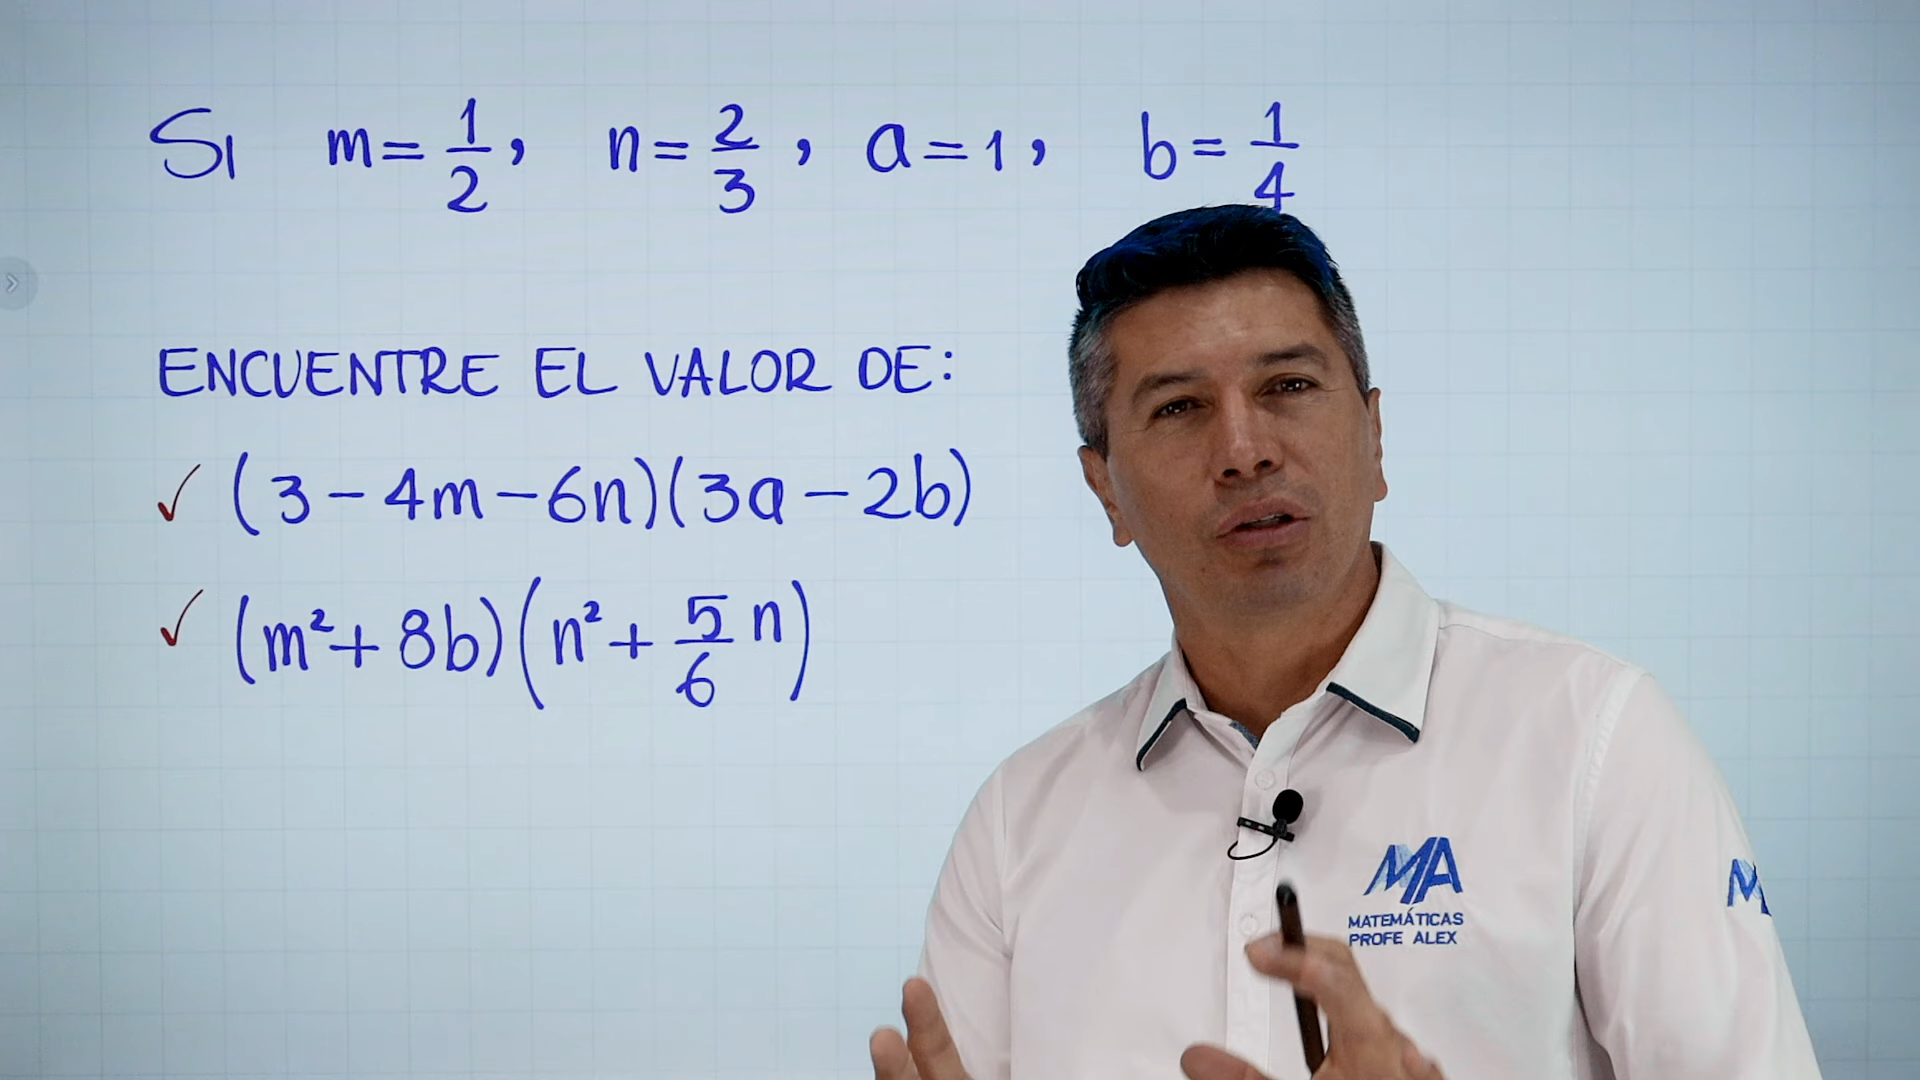 Si m = 1/2, n = 2/3, a = 1, b = 1/4
ENCUENTRE EL VALOR DE:
✓ (3 - 4m - 6n)(3a - 2b)
✓ (m² + 8b)(n² + 5/6 n)
MA
MATEMÁTICAS
PROFE ALEX
M